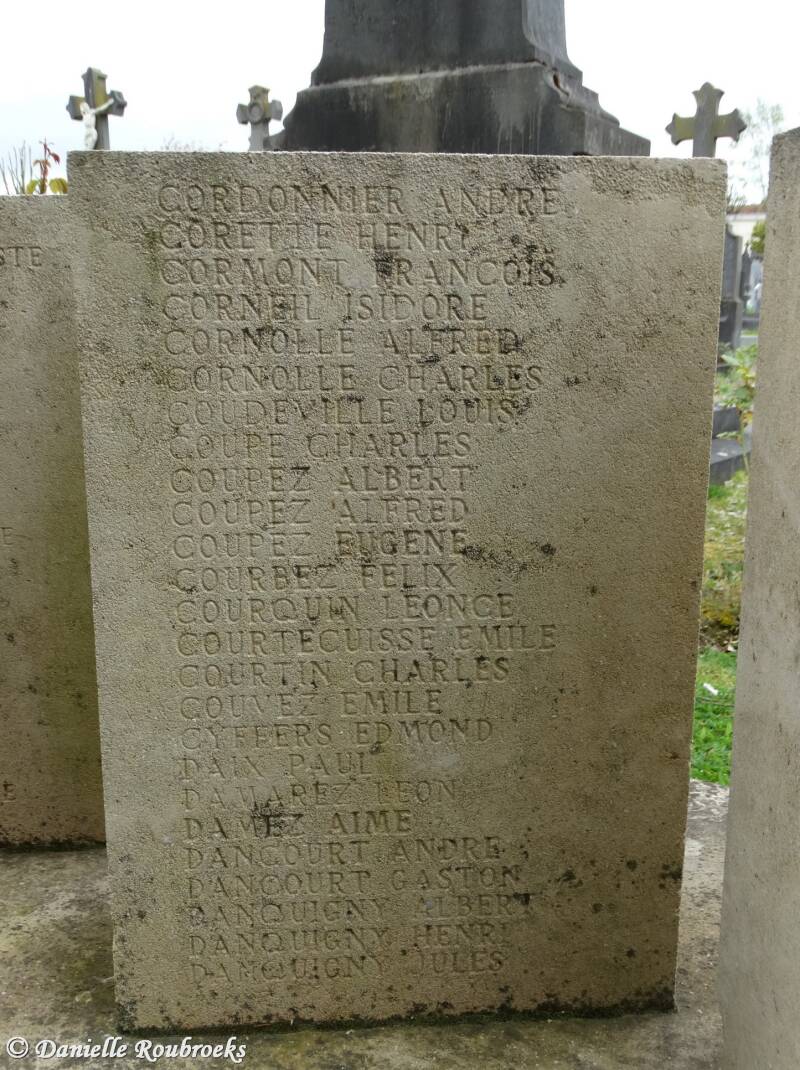 STE
CORDONNIER ANDRE
CORETTE HENRI
CORMONT FRANCOIS
CORNEIL ISIDORE
CORNOLLE ALFRED
CORNOLLE CHARLES
COUDEVILLE LOUIS
COUPE CHARLES
COUPEZ ALBERT
COUPEZ ALFRED
COUPEZ EUGENE
COURBEZ FELIX
COURQUIN LEONCE
COURTECUISSE EMILE
COURTIN CHARLES
COUVEZ EMILE
CYFFERS EDMOND
DAIX PAUL
DAMAREZ LEON
DAMEZ AIME
DANCOURT ANDRE
DANCOURT GASTON
DANQUIGNY ALBERT
DANQUIGNY HENRI
DANQUIGNY JULES
© Danielle Roubroeks